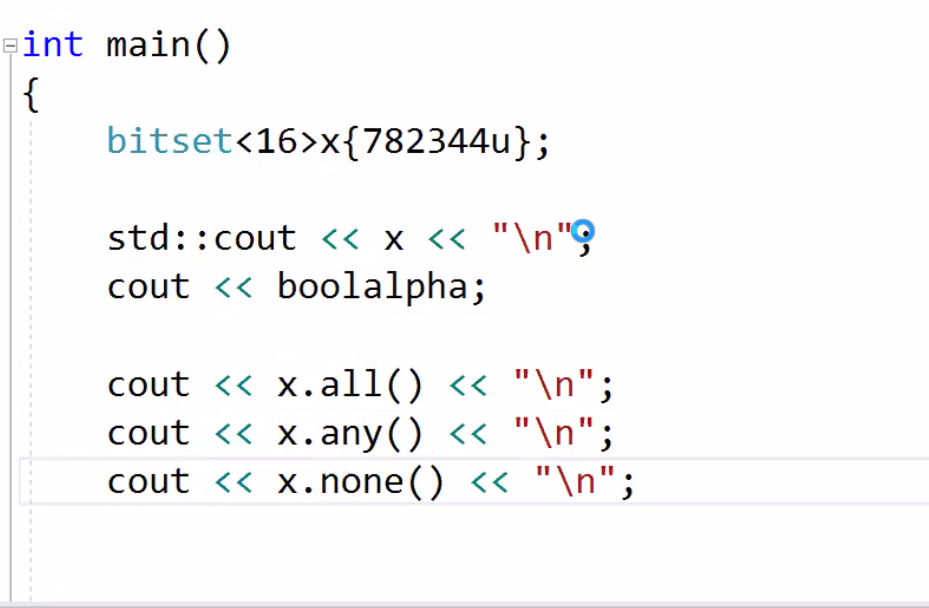 int main()
{
bitset<16>x{782344u};
std::cout << x << "\n";
cout << boolalpha;
cout << x.all() << "\n";
cout << x.any() << "\n";
cout << x.none() << "\n";